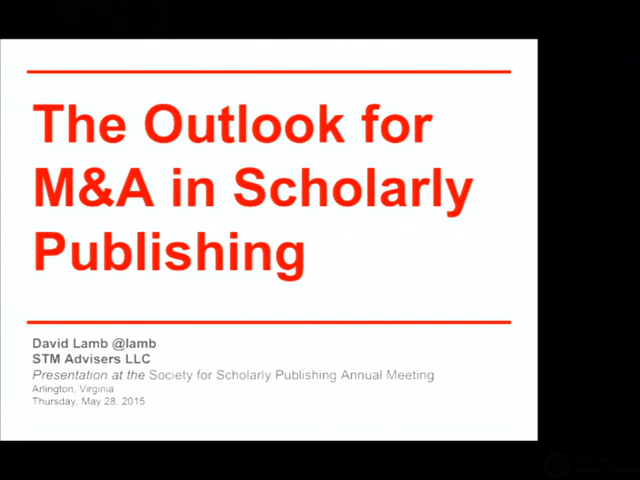 The Outlook for
M&A in Scholarly
Publishing
David Lamb @lamb
STM Advisers LLC
Presentation at the Society for Scholarly Publishing Annual Meeting
Arlington, Virginia
Thursday, May 28, 2015